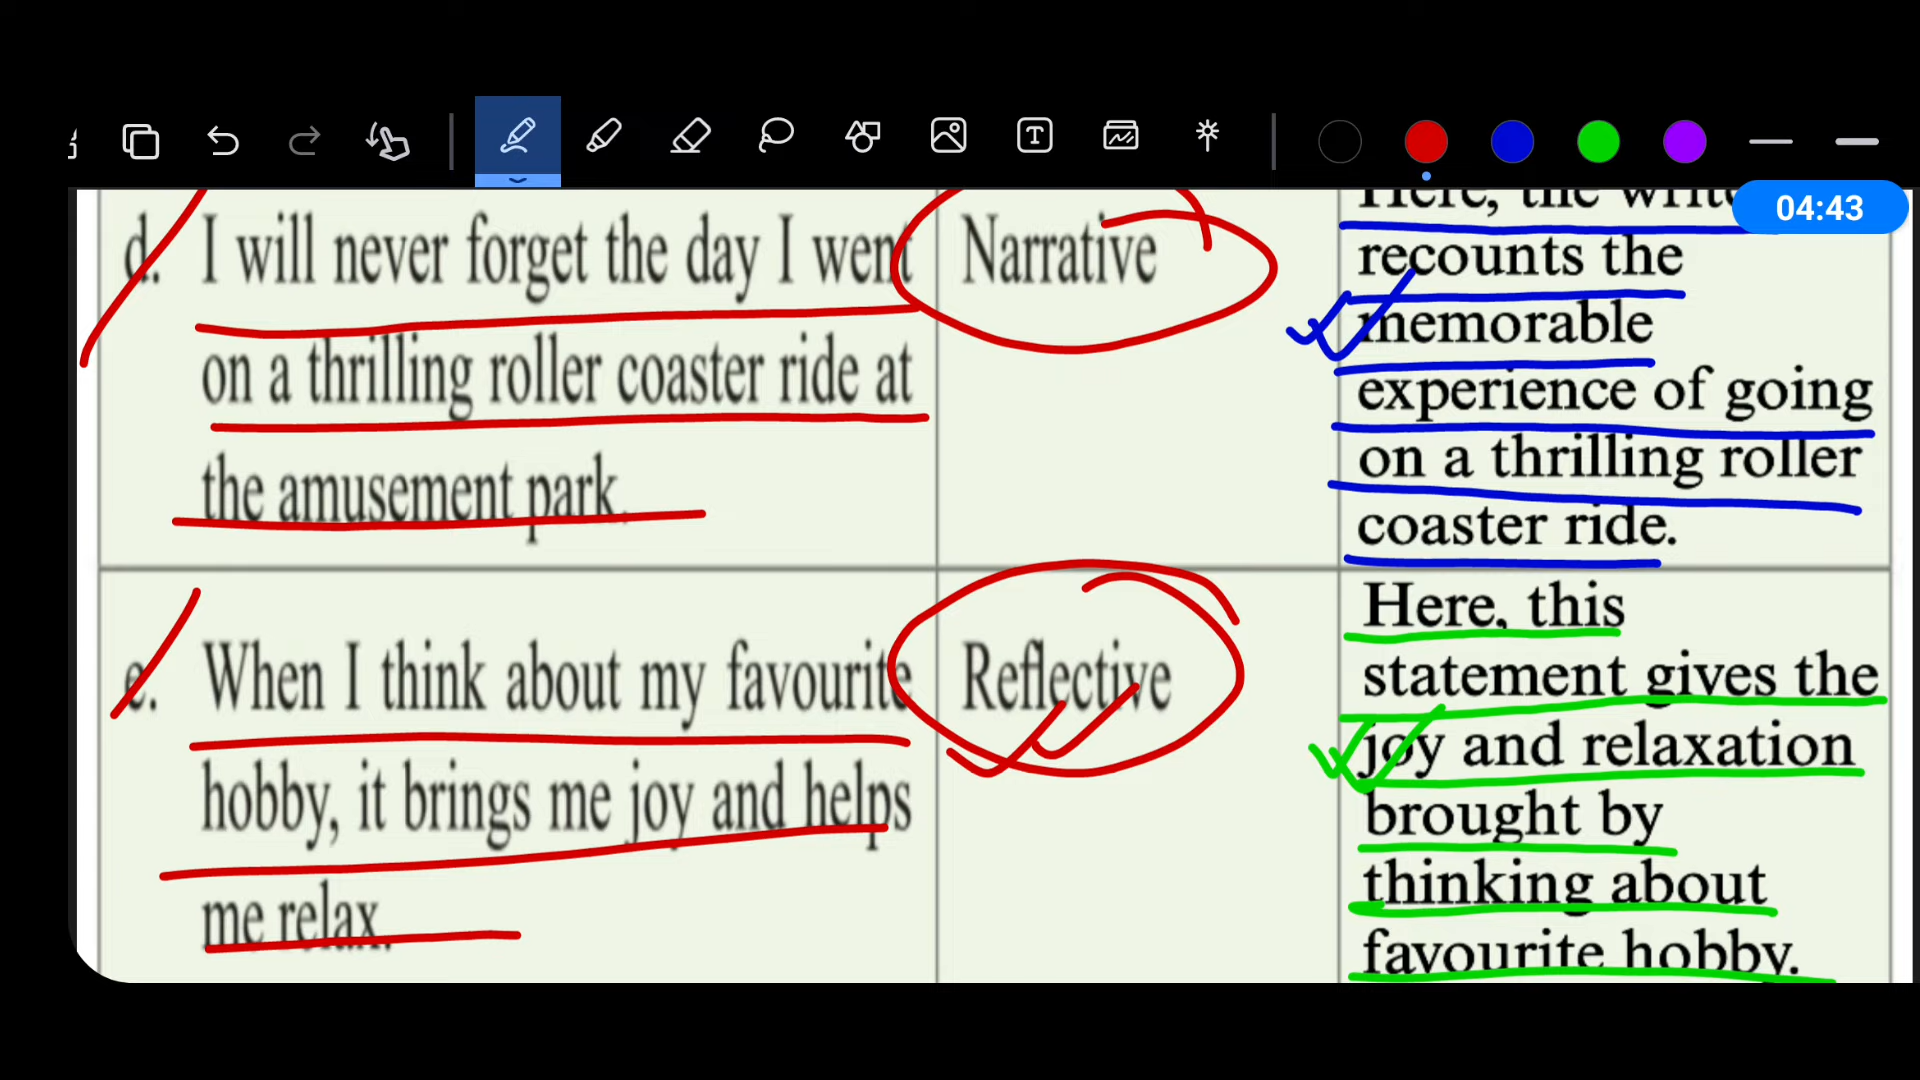 04:43
d. I will never forget the day I went
on a thrilling roller coaster ride at
the amusement park.
Narrative
Here, the
recounts the
memorable
experience of going
on a thrilling roller
coaster ride.
e. When I think about my favourite
hobby, it brings me joy and helps
me relax.
Reflective
Here, this
statement gives the
joy and relaxation
brought by
thinking about
favourite hobby.